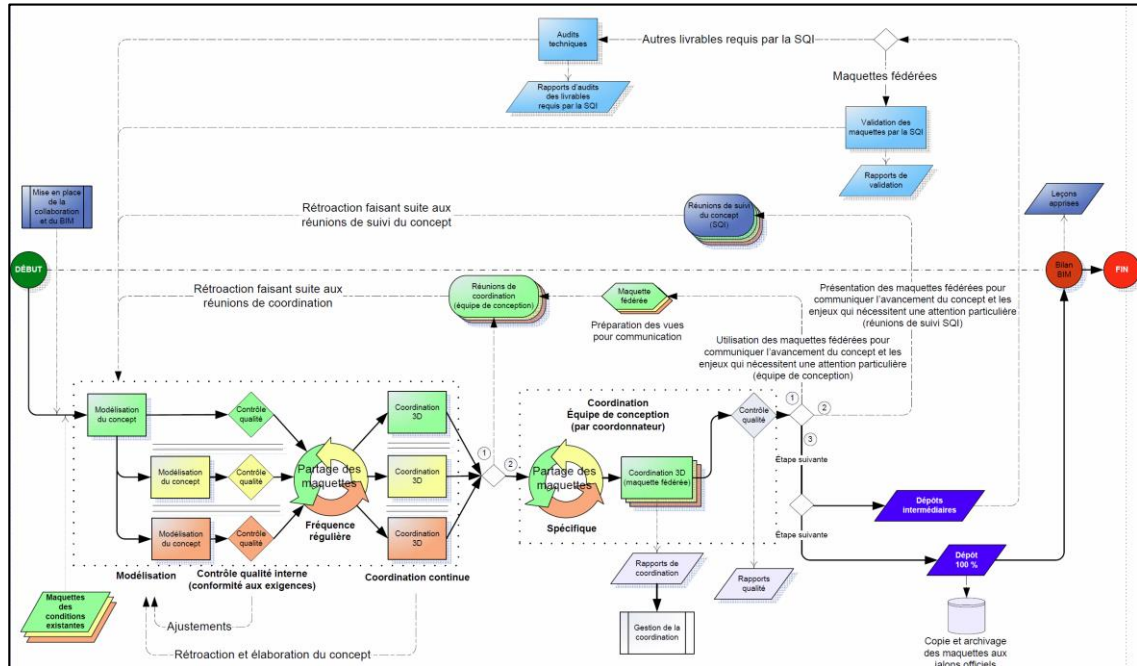 Audits
techniques
Autres livrables requis par la SQI
Rapports d'audits
des livrables
requis par la SQI
Maquettes fédérées
Validation des
maquettes par la SQI
Rapports de
validation
Mise en place
de la
collaboration
et du BIM
Rétroaction faisant suite aux
réunions de suivi du concept
Réunions de suivi
du concept
(SQI)
Leçons
apprises
DÉBUT
Bilan
BIM
FIN
Rétroaction faisant suite aux
réunions de coordination
Réunions de
coordination
(équipe de conception)
Maquette
fédérée
Préparation des vues
pour communication
Présentation des maquettes fédérées pour
communiquer l'avancement du concept et les
enjeux qui nécessitent une attention particulière
(réunions de suivi SQI)
Utilisation des maquettes fédérées pour
communiquer l'avancement du concept et les
enjeux qui nécessitent une attention particulière
(équipe de conception)
Modélisation
du concept
Contrôle
qualité
Coordination
3D
Modélisation
du concept
Contrôle
qualité
Partage des
maquettes
Coordination
3D
Modélisation
du concept
Contrôle
qualité
Fréquence
régulière
Coordination
3D
Modélisation
Contrôle qualité interne
(conformité aux exigences)
Coordination continue
1
2
Coordination
Équipe de conception
(par coordonnateur)
Contrôle
qualité
1
2
3
Partage des
maquettes
Spécifique
Coordination 3D
(maquette fédérée)
Étape suivante
Dépôts
intermédiaires
Étape suivante
Dépôt
100 %
Rapports de
coordination
Rapports
qualité
Gestion de la
coordination
Copie et archivage
des maquettes aux
jalons officiels
Maquettes
des
conditions
existantes
Ajustements
Rétroaction et élaboration du concept